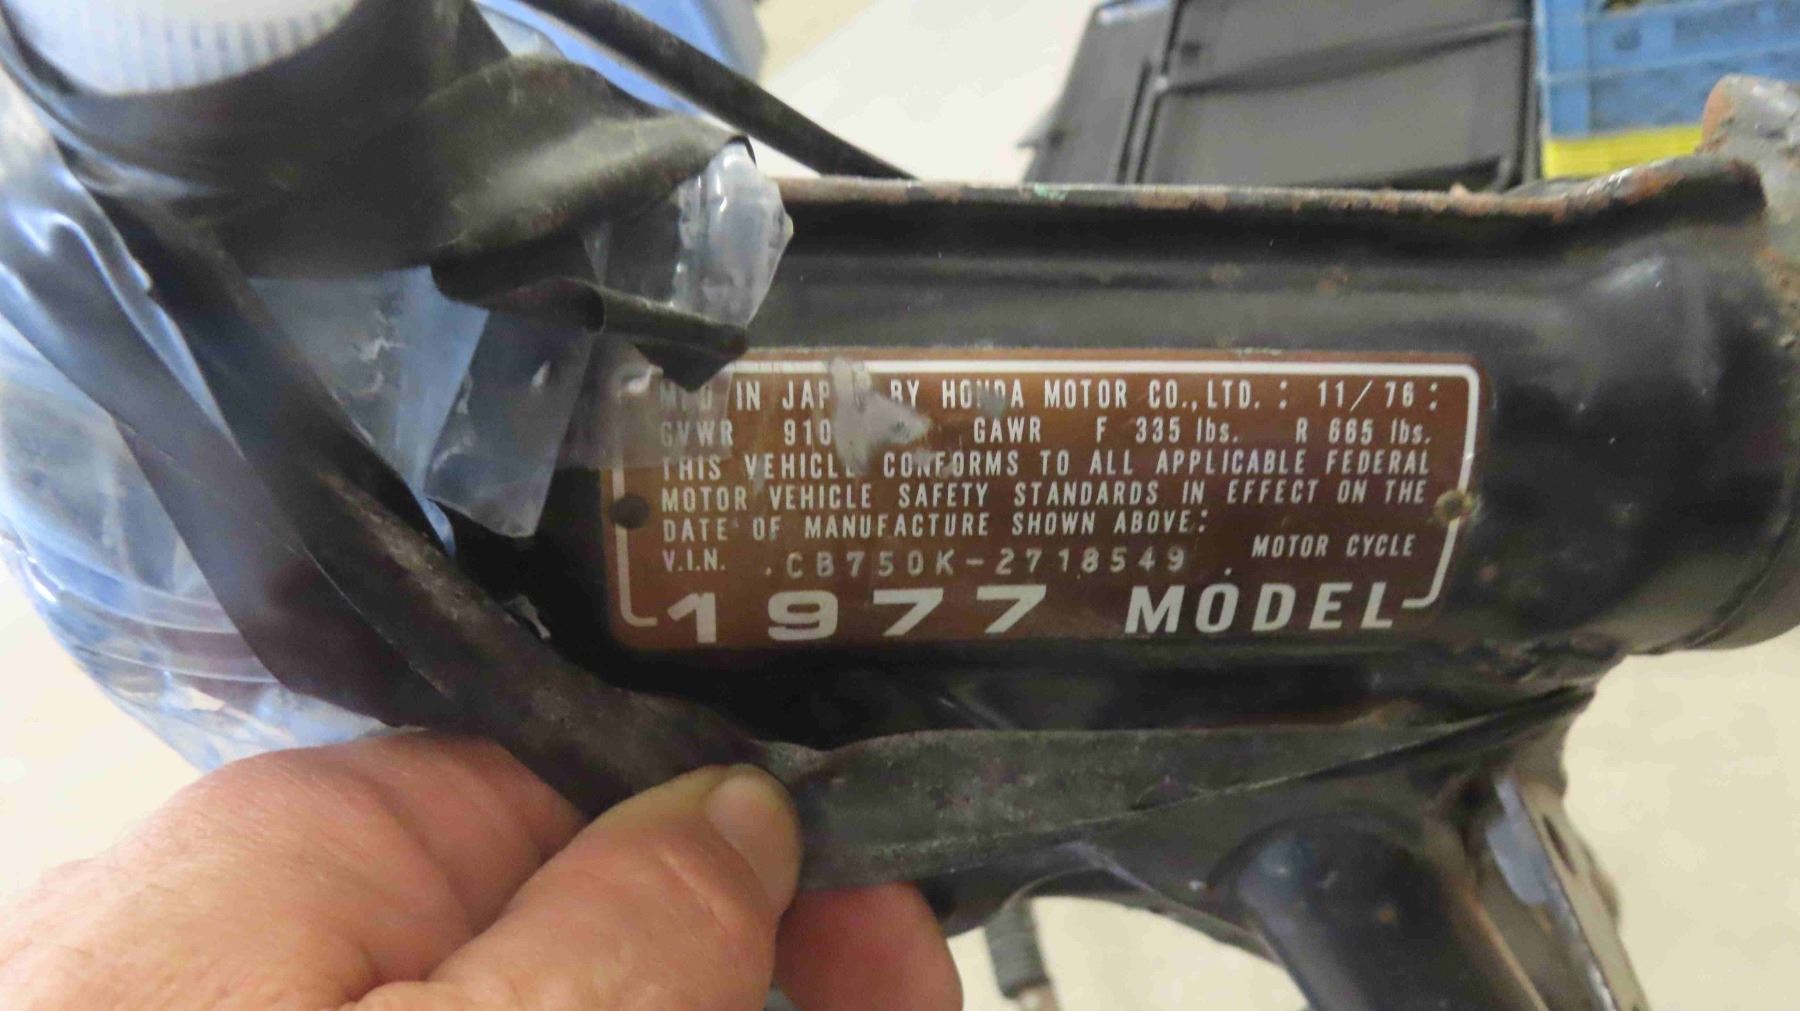 MFD IN JAPAN BY HONDA MOTOR CO.,LTD. : 11/76 :
GVWR 910 GAWR F 335 lbs. R 665 lbs.
THIS VEHICLE CONFORMS TO ALL APPLICABLE FEDERAL
MOTOR VEHICLE SAFETY STANDARDS IN EFFECT ON THE
DATE OF MANUFACTURE SHOWN ABOVE:
V.I.N. .CB750K-2718549 . MOTOR CYCLE
1977 MODEL